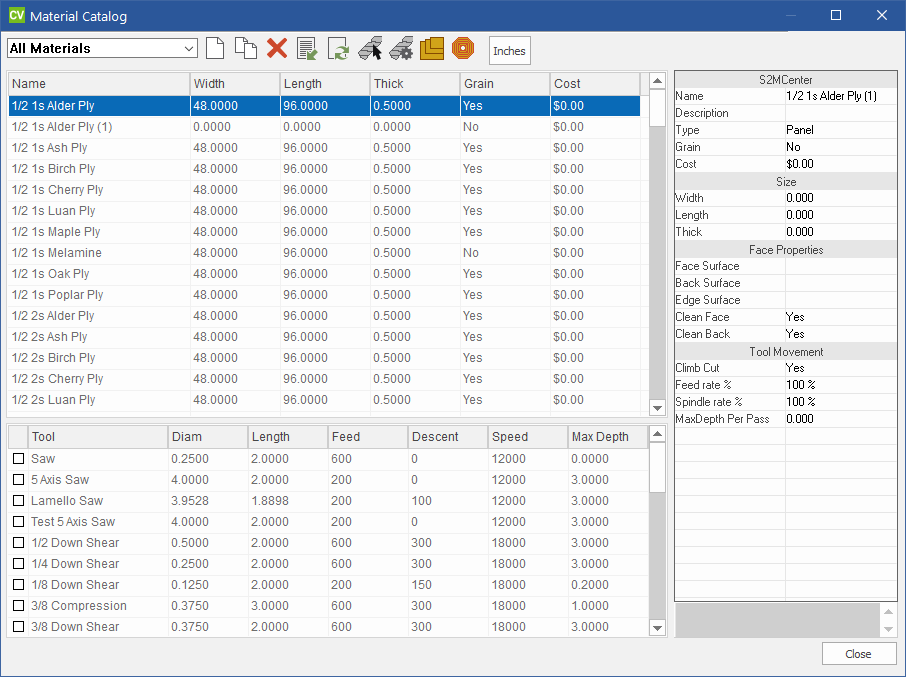 CV Material Catalog
All Materials
Inches
Name Width Length Thick Grain Cost
1/2 1s Alder Ply 48.0000 96.0000 0.5000 Yes $0.00
1/2 1s Alder Ply (1) 0.0000 0.0000 0.0000 No $0.00
1/2 1s Ash Ply 48.0000 96.0000 0.5000 Yes $0.00
1/2 1s Birch Ply 48.0000 96.0000 0.5000 Yes $0.00
1/2 1s Cherry Ply 48.0000 96.0000 0.5000 Yes $0.00
1/2 1s Luan Ply 48.0000 96.0000 0.5000 Yes $0.00
1/2 1s Maple Ply 48.0000 96.0000 0.5000 Yes $0.00
1/2 1s Melamine 48.0000 96.0000 0.5000 No $0.00
1/2 1s Oak Ply 48.0000 96.0000 0.5000 Yes $0.00
1/2 1s Poplar Ply 48.0000 96.0000 0.5000 Yes $0.00
1/2 2s Alder Ply 48.0000 96.0000 0.5000 Yes $0.00
1/2 2s Ash Ply 48.0000 96.0000 0.5000 Yes $0.00
1/2 2s Birch Ply 48.0000 96.0000 0.5000 Yes $0.00
1/2 2s Cherry Ply 48.0000 96.0000 0.5000 Yes $0.00
1/2 2s Luan Ply 48.0000 96.0000 0.5000 Yes $0.00
Tool Diam Length Feed Descent Speed Max Depth
Saw 0.2500 2.0000 600 0 12000 0.0000
5 Axis Saw 4.0000 2.0000 200 0 12000 3.0000
Lamello Saw 3.9528 1.8898 200 100 12000 3.0000
Test 5 Axis Saw 4.0000 2.0000 200 0 12000 3.0000
1/2 Down Shear 0.5000 2.0000 600 300 18000 3.0000
1/4 Down Shear 0.2500 2.0000 600 300 18000 3.0000
1/8 Down Shear 0.1250 2.0000 200 150 18000 0.2000
3/8 Compression 0.3750 3.0000 600 300 18000 1.0000
3/8 Down Shear 0.3750 2.0000 600 300 18000 3.0000
S2MCenter
Name 1/2 1s Alder Ply (1)
Description
Type Panel
Grain No
Cost $0.00
Size
Width 0.000
Length 0.000
Thick 0.000
Face Properties
Face Surface
Back Surface
Edge Surface
Clean Face Yes
Clean Back Yes
Tool Movement
Climb Cut Yes
Feed rate % 100 %
Spindle rate % 100 %
MaxDepth Per Pass 0.000
Close